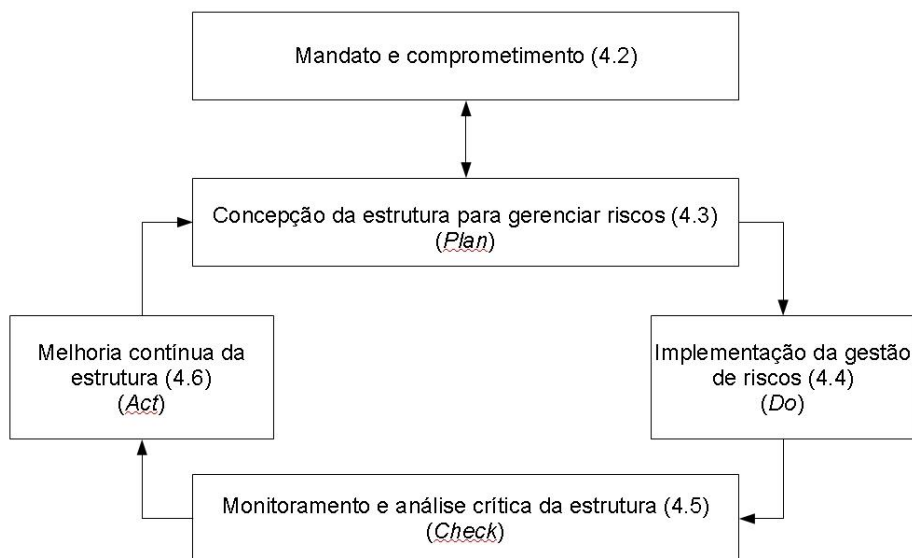 Mandato e comprometimento (4.2)
Concepção da estrutura para gerenciar riscos (4.3)
(Plan)
Melhoria contínua da
estrutura (4.6)
(Act)
Implementação da gestão
de riscos (4.4)
(Do)
Monitoramento e análise crítica da estrutura (4.5)
(Check)